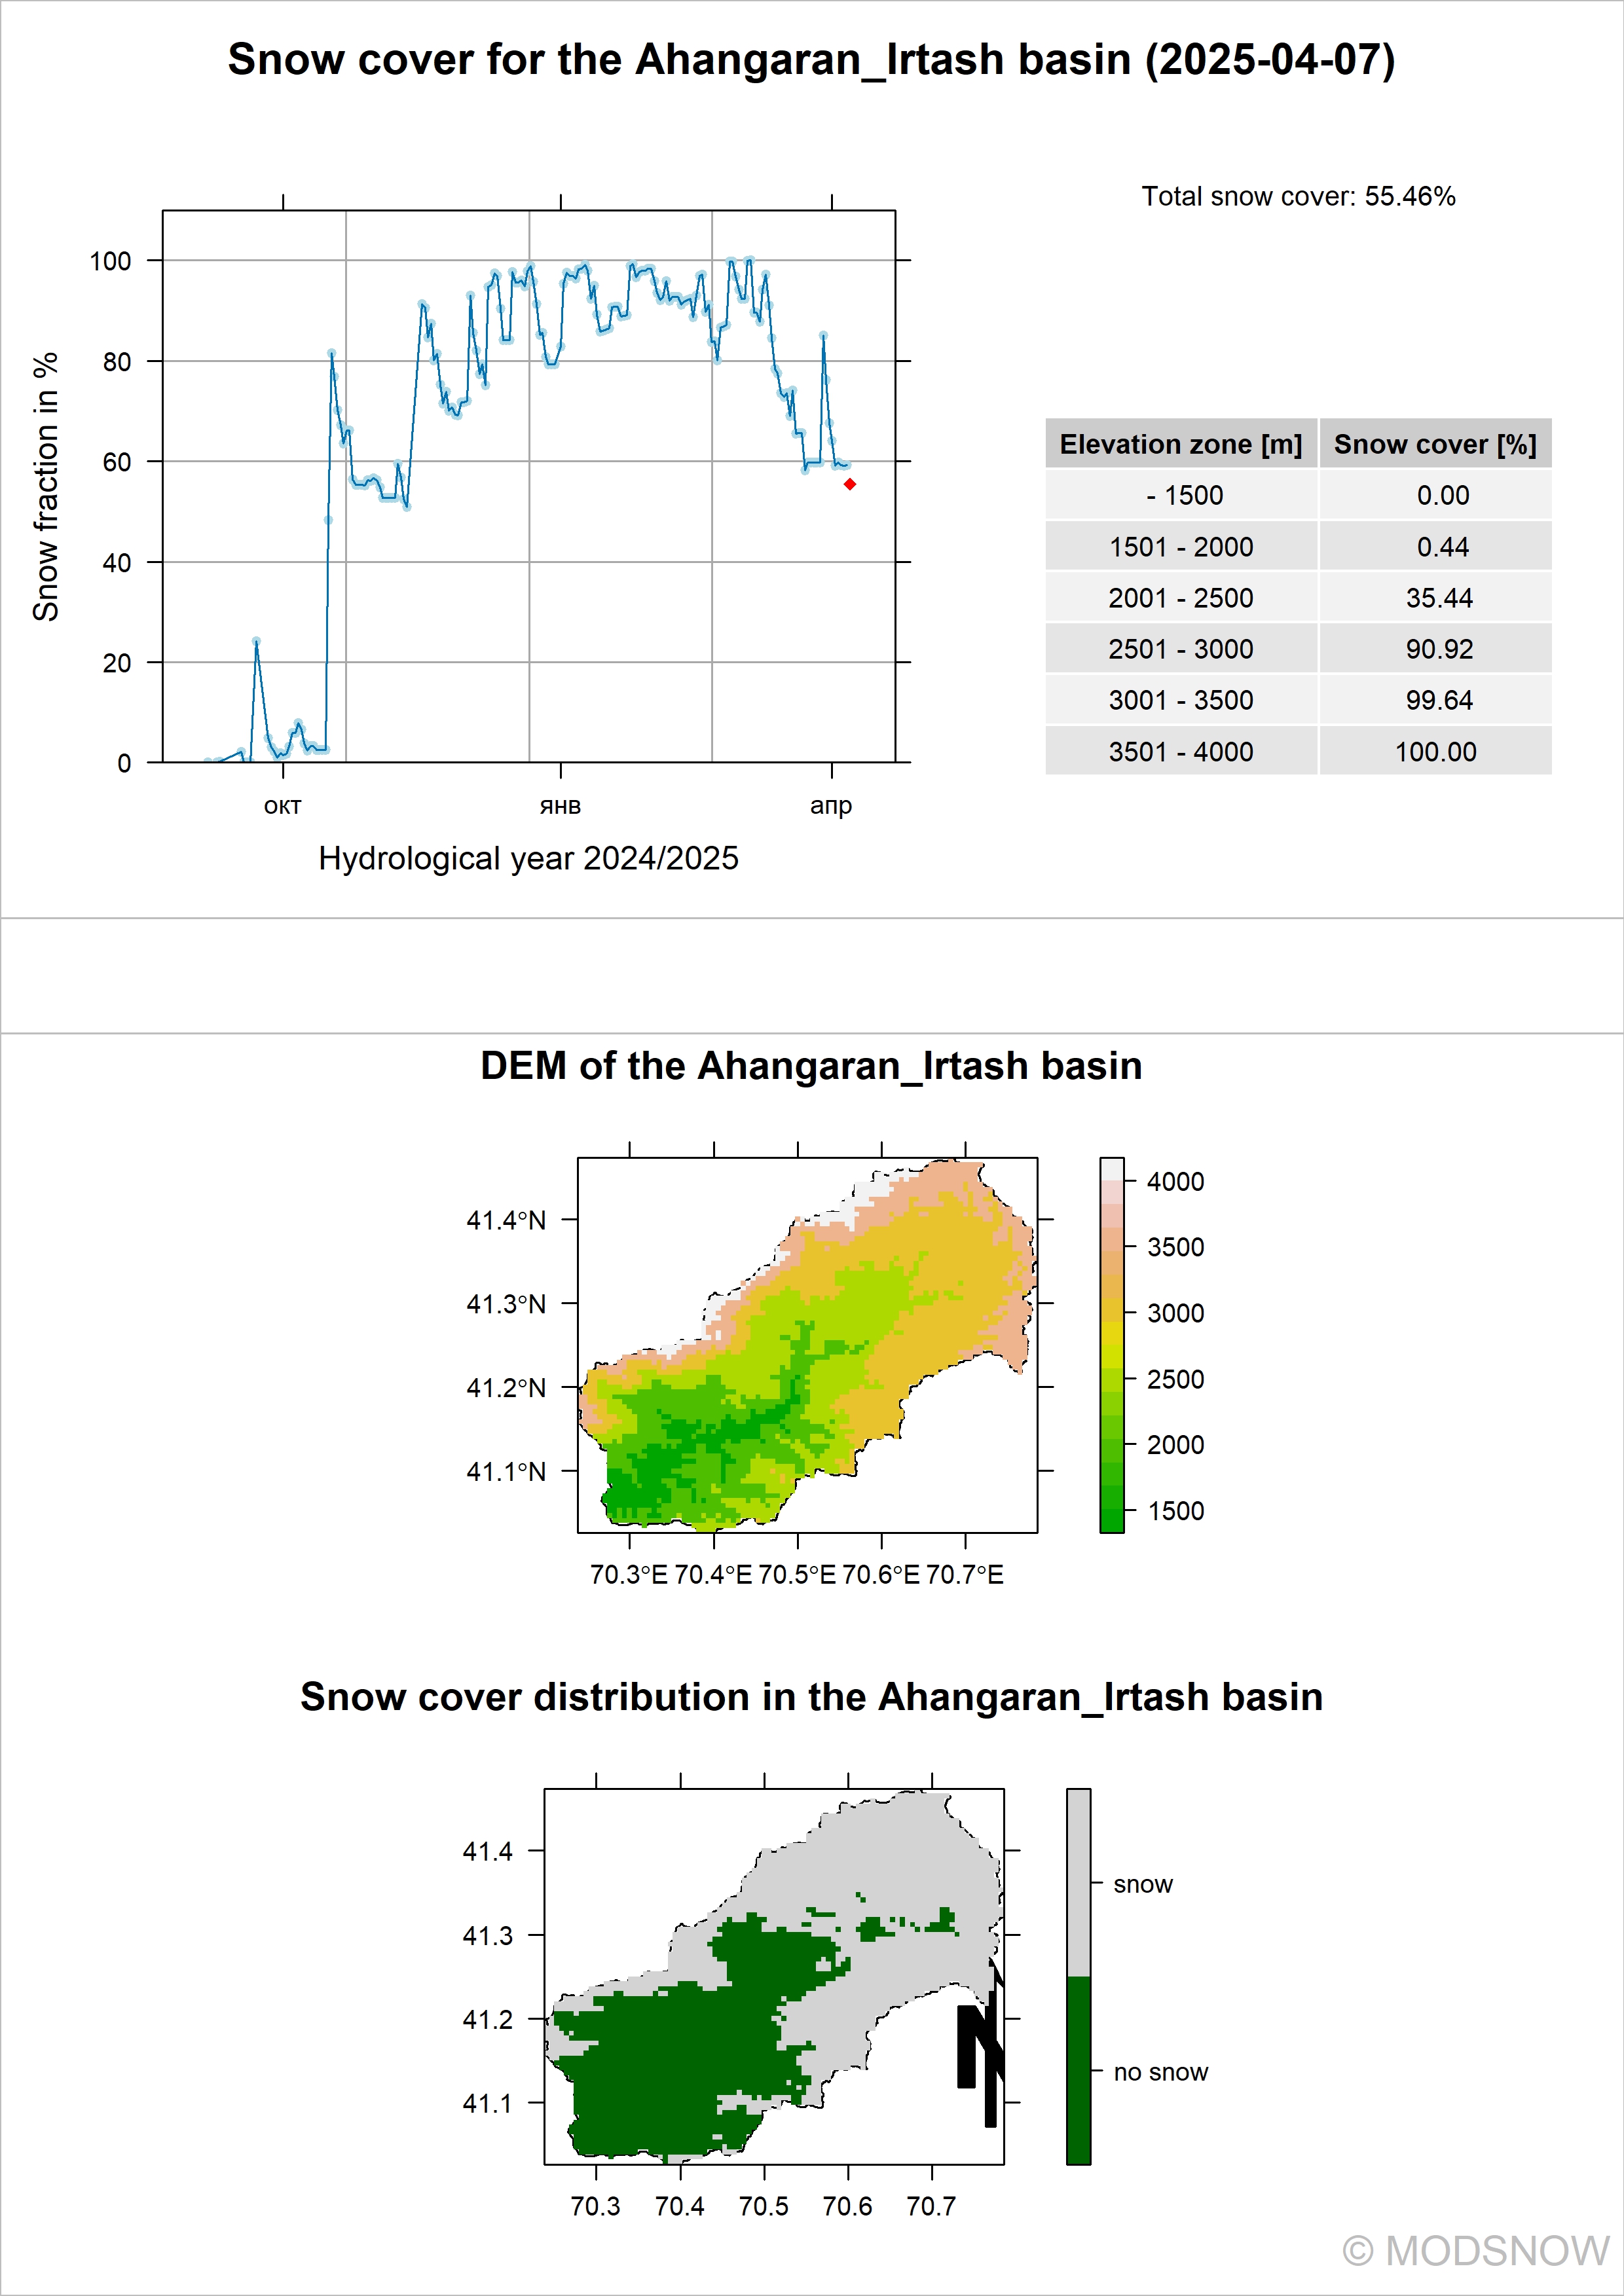 Snow cover for the Ahangaran_Irtash basin (2025-04-07)
Total snow cover: 55.46%
Snow fraction in %
100
80
60
40
20
0
окт янв апр
Hydrological year 2024/2025
Elevation zone [m] Snow cover [%]
- 1500 0.00
1501 - 2000 0.44
2001 - 2500 35.44
2501 - 3000 90.92
3001 - 3500 99.64
3501 - 4000 100.00
DEM of the Ahangaran_Irtash basin
41.4°N
41.3°N
41.2°N
41.1°N
70.3°E 70.4°E 70.5°E 70.6°E 70.7°E
4000
3500
3000
2500
2000
1500
Snow cover distribution in the Ahangaran_Irtash basin
41.4
41.3
41.2
41.1
70.3 70.4 70.5 70.6 70.7
N
snow
no snow
© MODSNOW